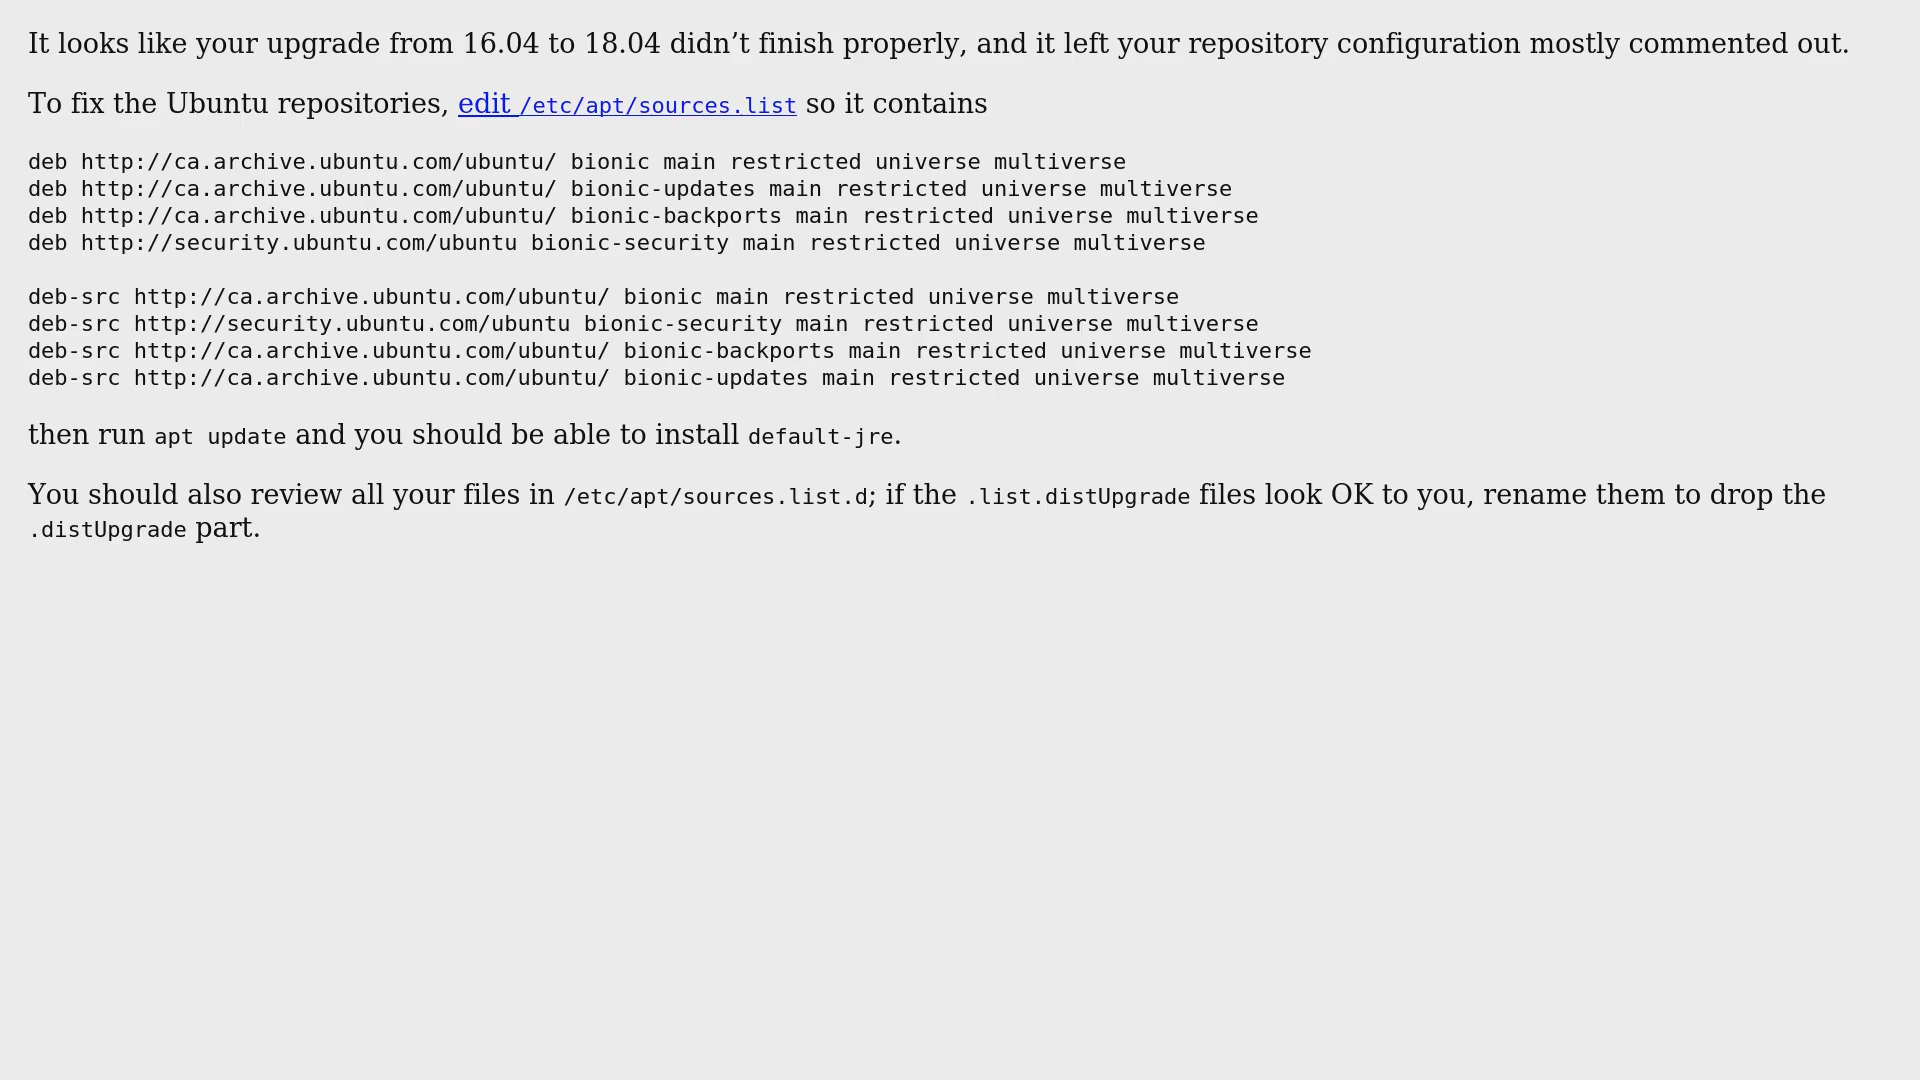 It looks like your upgrade from 16.04 to 18.04 didn’t finish properly, and it left your repository configuration mostly commented out.
To fix the Ubuntu repositories, edit /etc/apt/sources.list so it contains
deb http://ca.archive.ubuntu.com/ubuntu/ bionic main restricted universe multiverse
deb http://ca.archive.ubuntu.com/ubuntu/ bionic-updates main restricted universe multiverse
deb http://ca.archive.ubuntu.com/ubuntu/ bionic-backports main restricted universe multiverse
deb http://security.ubuntu.com/ubuntu bionic-security main restricted universe multiverse
deb-src http://ca.archive.ubuntu.com/ubuntu/ bionic main restricted universe multiverse
deb-src http://security.ubuntu.com/ubuntu bionic-security main restricted universe multiverse
deb-src http://ca.archive.ubuntu.com/ubuntu/ bionic-backports main restricted universe multiverse
deb-src http://ca.archive.ubuntu.com/ubuntu/ bionic-updates main restricted universe multiverse
then run apt update and you should be able to install default-jre.
You should also review all your files in /etc/apt/sources.list.d; if the .list.distUpgrade files look OK to you, rename them to drop the
.distUpgrade part.